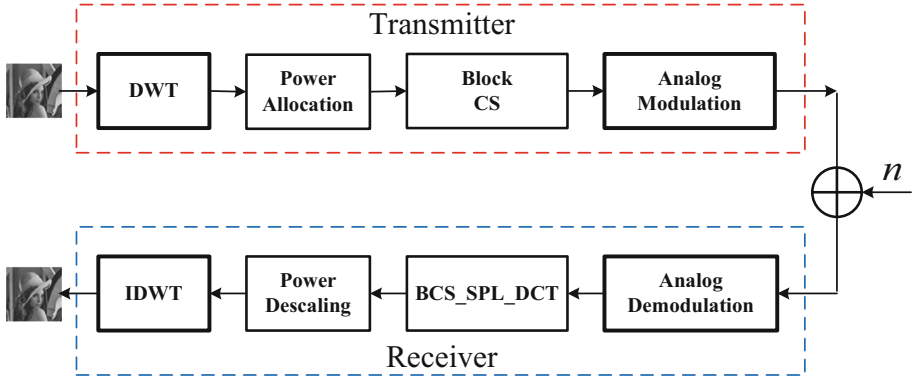 Transmitter
DWT
Power
Allocation
Block
CS
Analog
Modulation
n
IDWT
Power
Descaling
BCS_SPL_DCT
Analog
Demodulation
Receiver